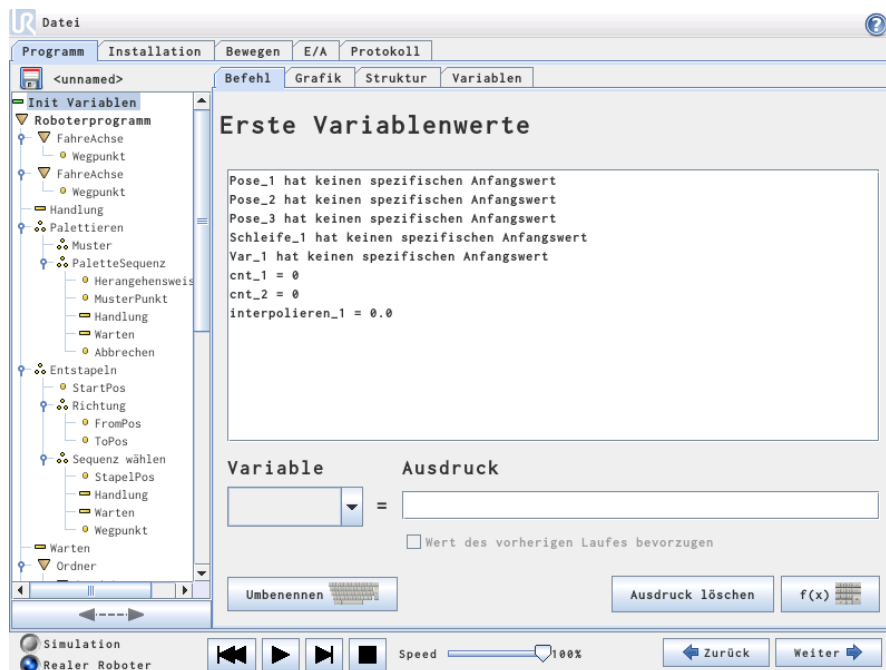 UR Datei
?
Programm Installation Bewegen E/A Protokoll
<unnamed>
Befehl Grafik Struktur Variablen
Init Variablen
Roboterprogramm
FahreAchse
Wegpunkt
FahreAchse
Wegpunkt
Handlung
Palettieren
Muster
PaletteSequenz
Herangehensweis
MusterPunkt
Handlung
Warten
Abbrechen
Entstapeln
StartPos
Richtung
FromPos
ToPos
Sequenz wählen
StapelPos
Handlung
Warten
Wegpunkt
Warten
Ordner
Erste Variablenwerte
Pose_1 hat keinen spezifischen Anfangswert
Pose_2 hat keinen spezifischen Anfangswert
Pose_3 hat keinen spezifischen Anfangswert
Schleife_1 hat keinen spezifischen Anfangswert
Var_1 hat keinen spezifischen Anfangswert
cnt_1 = 0
cnt_2 = 0
interpolieren_1 = 0.0
Variable Ausdruck
=
Wert des vorherigen Laufes bevorzugen
Umbenennen Ausdruck löschen f(x)
Simulation
Realer Roboter
Speed 100% Zurück Weiter